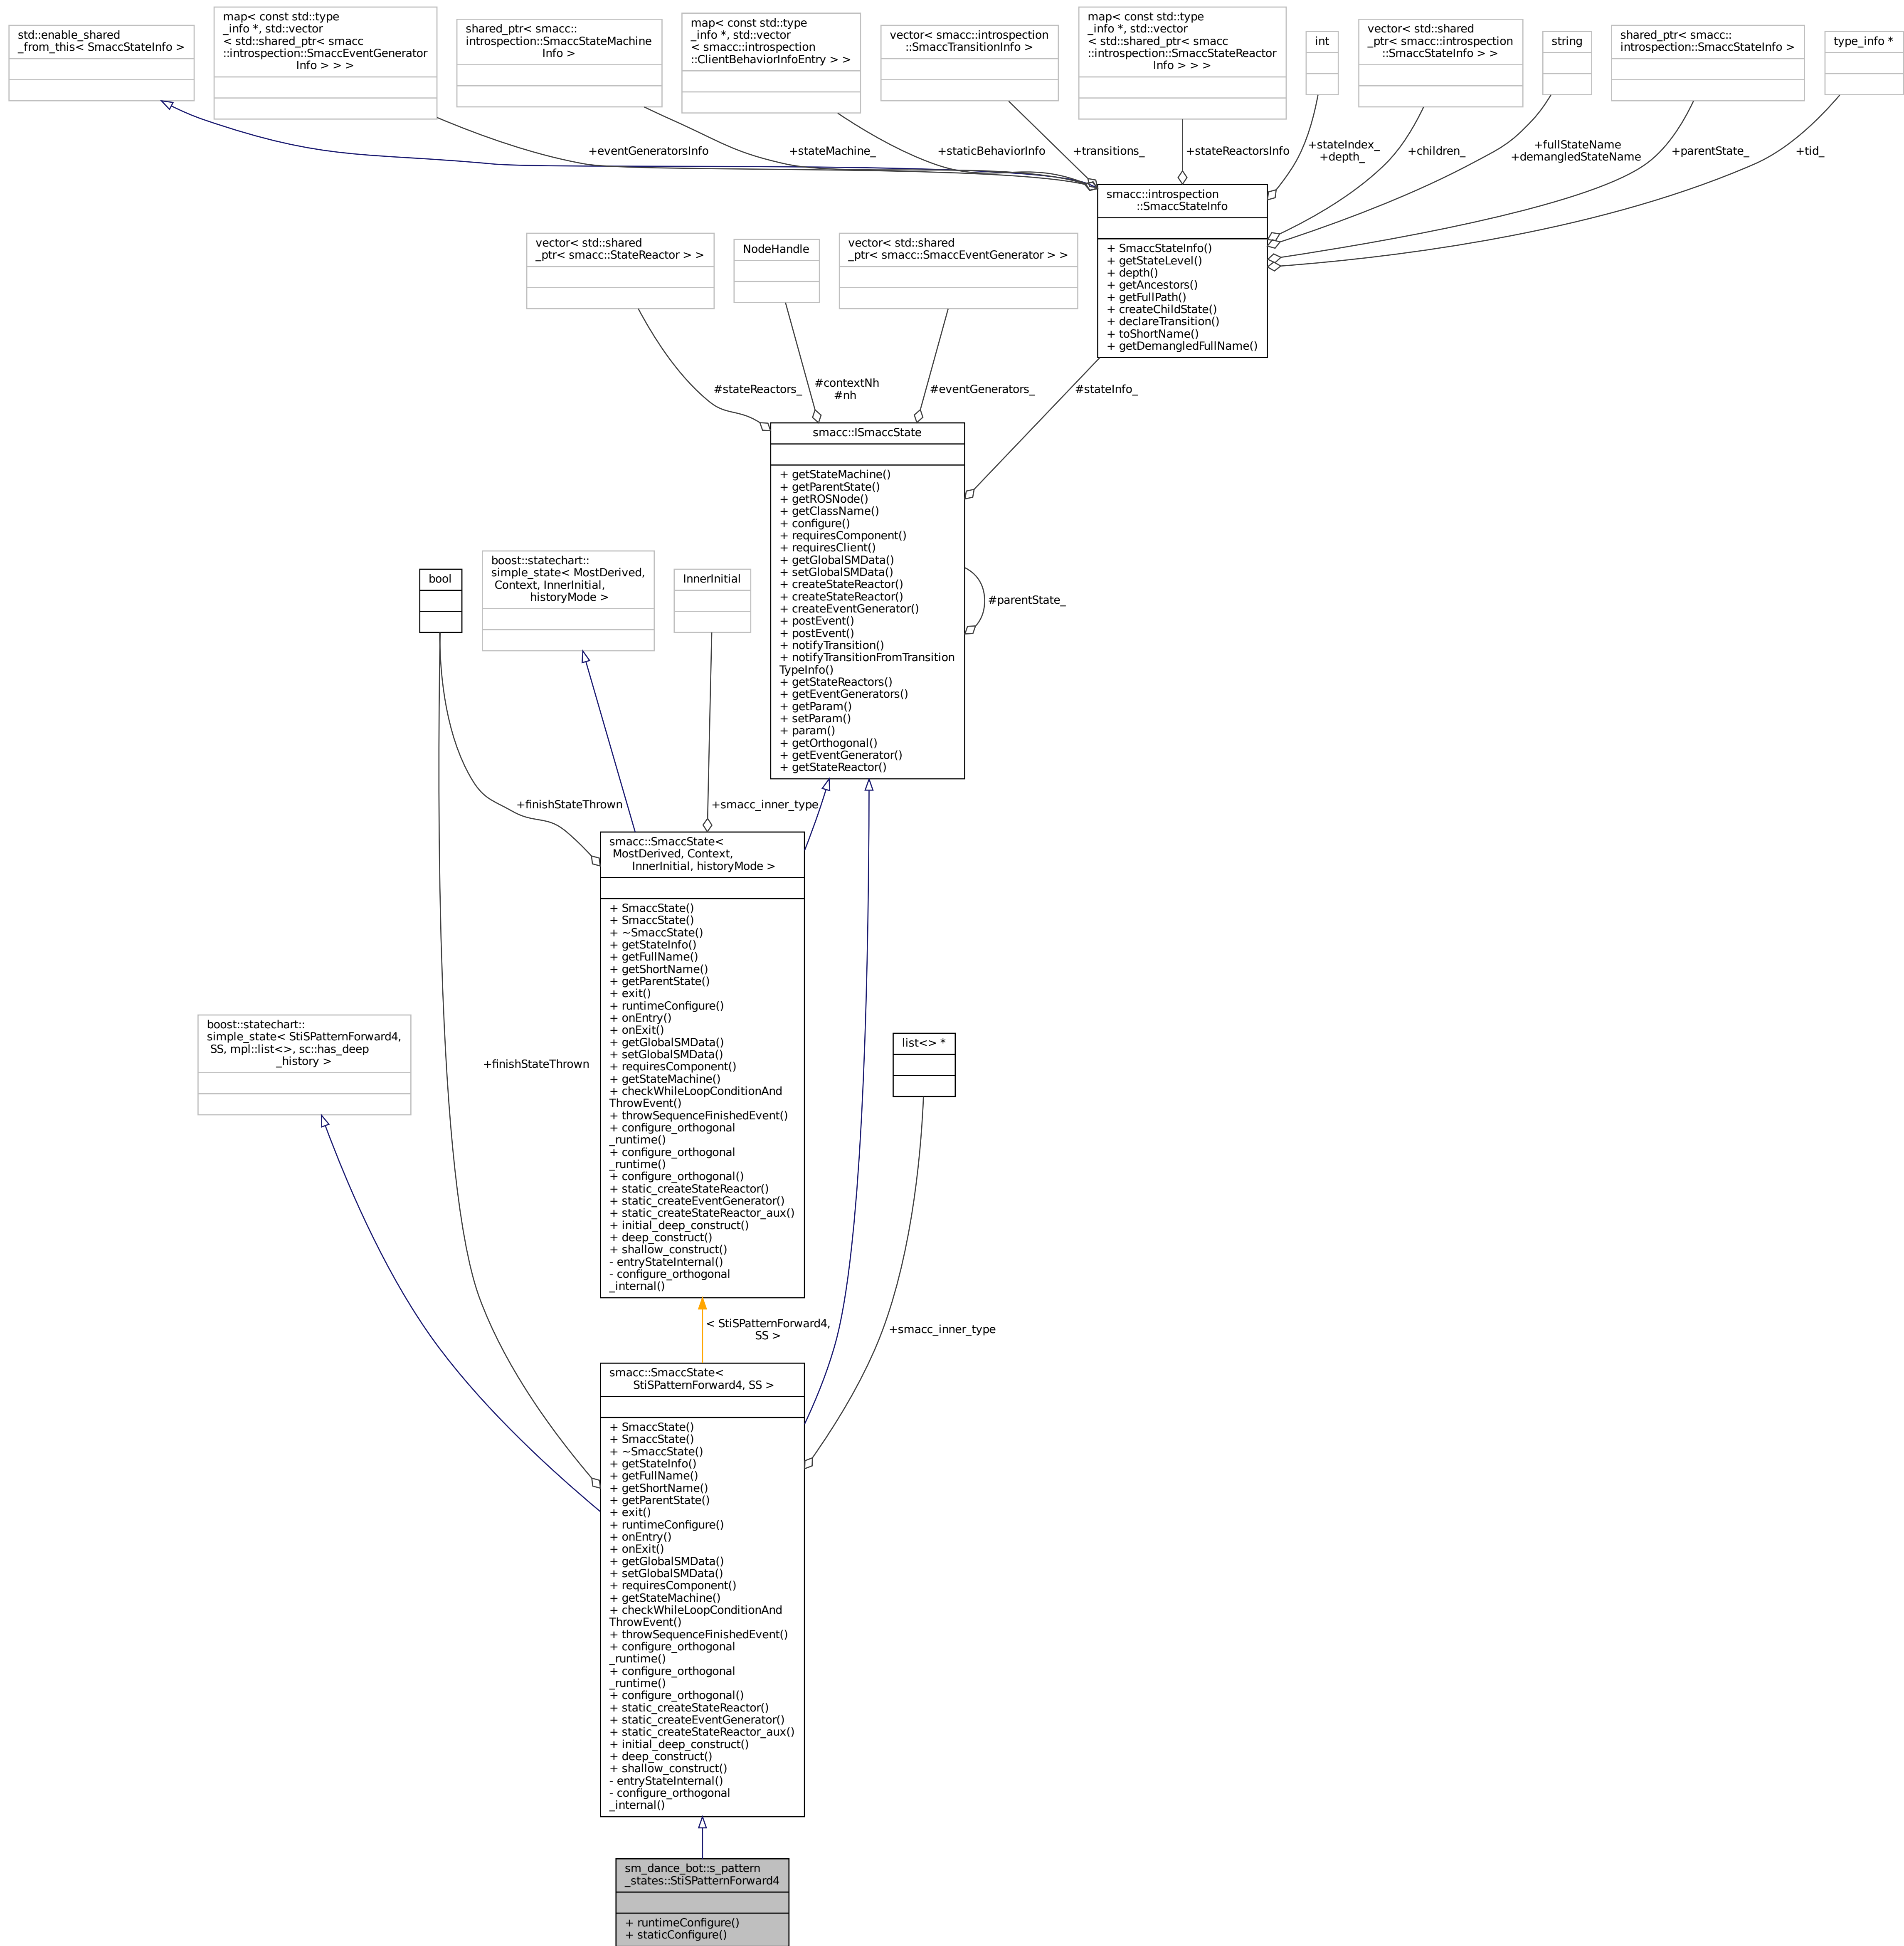 std::enable_shared
_from_this< SmaccStateInfo >
map< const std::type
_info *, std::vector
< std::shared_ptr< smacc
::introspection::SmaccEventGenerator
Info > > >
shared_ptr< smacc::
introspection::SmaccStateMachine
Info >
map< const std::type
_info *, std::vector
< smacc::introspection
::ClientBehaviorInfoEntry > >
vector< smacc::introspection
::SmaccTransitionInfo >
map< const std::type
_info *, std::vector
< std::shared_ptr< smacc
::introspection::SmaccStateReactor
Info > > >
int
vector< std::shared
_ptr< smacc::introspection
::SmaccStateInfo > >
string
shared_ptr< smacc::
introspection::SmaccStateInfo >
type_info *
+eventGeneratorsInfo
+stateMachine_
+staticBehaviorInfo
+transitions_
+stateReactorsInfo
+stateIndex_
+depth_
+children_
+fullStateName
+demangledStateName
+parentState_
+tid_
smacc::introspection
::SmaccStateInfo
+ SmaccStateInfo()
+ getStateLevel()
+ depth()
+ getAncestors()
+ getFullPath()
+ createChildState()
+ declareTransition()
+ toShortName()
+ getDemangledFullName()
vector< std::shared
_ptr< smacc::StateReactor > >
NodeHandle
vector< std::shared
_ptr< smacc::SmaccEventGenerator > >
#stateReactors_
#contextNh
#nh
#eventGenerators_
#stateInfo_
smacc::ISmaccState
+ getStateMachine()
+ getParentState()
+ getROSNode()
+ getClassName()
+ configure()
+ requiresComponent()
+ requiresClient()
+ getGlobalSMData()
+ setGlobalSMData()
+ createStateReactor()
+ createStateReactor()
+ createEventGenerator()
+ postEvent()
+ postEvent()
+ notifyTransition()
+ notifyTransitionFromTransition
TypeInfo()
+ getStateReactors()
+ getEventGenerators()
+ getParam()
+ setParam()
+ param()
+ getOrthogonal()
+ getEventGenerator()
+ getStateReactor()
#parentState_
bool
boost::statechart::
simple_state< MostDerived,
Context, InnerInitial,
historyMode >
InnerInitial
+finishStateThrown
+smacc_inner_type
smacc::SmaccState<
MostDerived, Context,
InnerInitial, historyMode >
+ SmaccState()
+ SmaccState()
+ ~SmaccState()
+ getStateInfo()
+ getFullName()
+ getShortName()
+ getParentState()
+ exit()
+ runtimeConfigure()
+ onEntry()
+ onExit()
+ getGlobalSMData()
+ setGlobalSMData()
+ requiresComponent()
+ getStateMachine()
+ checkWhileLoopConditionAnd
ThrowEvent()
+ throwSequenceFinishedEvent()
+ configure_orthogonal
_runtime()
+ configure_orthogonal
_runtime()
+ configure_orthogonal()
+ static_createStateReactor()
+ static_createEventGenerator()
+ static_createStateReactor_aux()
+ initial_deep_construct()
+ deep_construct()
+ shallow_construct()
- entryStateInternal()
- configure_orthogonal
_internal()
boost::statechart::
simple_state< StiSPatternForward4,
SS, mpl::list<>, sc::has_deep
_history >
+finishStateThrown
list<> *
< StiSPatternForward4,
SS >
+smacc_inner_type
smacc::SmaccState<
StiSPatternForward4, SS >
+ SmaccState()
+ SmaccState()
+ ~SmaccState()
+ getStateInfo()
+ getFullName()
+ getShortName()
+ getParentState()
+ exit()
+ runtimeConfigure()
+ onEntry()
+ onExit()
+ getGlobalSMData()
+ setGlobalSMData()
+ requiresComponent()
+ getStateMachine()
+ checkWhileLoopConditionAnd
ThrowEvent()
+ throwSequenceFinishedEvent()
+ configure_orthogonal
_runtime()
+ configure_orthogonal
_runtime()
+ configure_orthogonal()
+ static_createStateReactor()
+ static_createEventGenerator()
+ static_createStateReactor_aux()
+ initial_deep_construct()
+ deep_construct()
+ shallow_construct()
- entryStateInternal()
- configure_orthogonal
_internal()
sm_dance_bot::s_pattern
_states::StiSPatternForward4
+ runtimeConfigure()
+ staticConfigure()